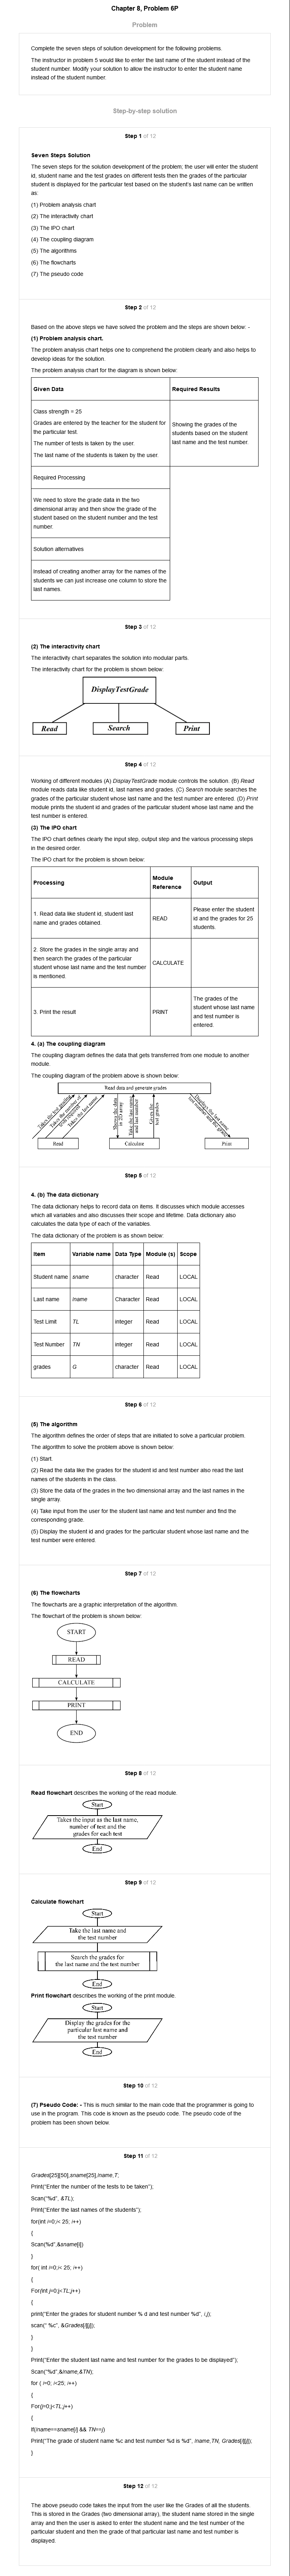 Chapter 8, Problem 6P
Problem
Complete the seven steps of solution development for the following problems.
The instructor in problem 5 would like to enter the last name of the student instead of the
student number. Modify your solution to allow the instructor to enter the student name
instead of the student number.
Step-by-step solution
Step 1 of 12
Seven Steps Solution
The seven steps for the solution development of the problem, the user will enter the student
id, student name and the test grades on different tests then the grades of the particular
student is displayed for the particular test based on the student's last name can be written
as:
(1) Problem analysis chart
(2) The interactivity chart
(3) The IPO chart
(4) The coupling diagram
(5) The algorithms
(6) The flowcharts
(7) The pseudo code
Step 2 of 12
Based on the above steps we have solved the problem and the steps are shown below: -
(1) Problem analysis chart.
The problem analysis chart helps one to comprehend the problem clearly and also helps to
develop ideas for the solution.
The problem analysis chart for the diagram is shown below:
Given Data
Required Results
Class strength = 25
Grades are entered by the teacher for the student for
the particular test.
The number of tests is taken by the user.
The last name of the students is taken by the user.
Showing the grades of the
students based on the student
last name and the test number.
Required Processing
We need to store the grade data in the two
dimensional array and then show the grade of the
student based on the student number and the test
number.
Solution alternatives
Instead of creating another array for the names of the
students we can just increase one column to store the
last names.
Step 3 of 12
(2) The interactivity chart
The interactivity chart separates the solution into modular parts.
The interactivity chart for the problem is shown below:
DisplayTestGrade
Read
Search
Print
Step 4 of 12
Working of different modules (A) DisplayTestGrade module controls the solution. (B) Read
module reads data like student id, last names and grades. (C) Search module searches the
grades of the particular student whose last name and the test number are entered. (D) Print
module prints the student id and grades of the particular student whose last name and the
test number is entered.
(3) The IPO chart
The IPO chart defines clearly the input step, output step and the various processing steps
in the desired order.
The IPO chart for the problem is shown below:
Processing
Module
Reference
Output
1. Read data like student id, student last
name and grades obtained.
READ
Please enter the student
id and the grades for 25
students.
2. Store the grades in the single array and
then search the grades of the particular
student whose last name and the test number
is mentioned.
CALCULATE
3. Print the result
PRINT
The grades of the
student whose last name
and test number is
entered.
4. (a) The coupling diagram
The coupling diagram defines the data that gets transferred from one module to another
module.
The coupling diagram of the problem above is shown below:
Read data and generate grades
Takes the last name
Read
Calculate
Print
Step 5 of 12
4. (b) The data dictionary
The data dictionary helps to record data on items. It discusses which module accesses
which all variables and also discusses their scope and lifetime. Data dictionary also
calculates the data type of each of the variables.
The data dictionary of the problem is as shown below:
Item Variable name Data Type Module (s) Scope
Student name sname character Read LOCAL
Last name lname Character Read LOCAL
Test Limit TL integer Read LOCAL
Test Number TN integer Read LOCAL
grades G character Read LOCAL
Step 6 of 12
(5) The algorithm
The algorithm defines the order of steps that are initiated to solve a particular problem.
The algorithm to solve the problem above is shown below:
(1) Start.
(2) Read the data like the grades for the student id and test number also read the last
names of the students in the class.
(3) Store the data of the grades in the two dimensional array and the last names in the
single array.
(4) Take input from the user for the student last name and test number and find the
corresponding grade.
(5) Display the student id and grades for the particular student whose last name and the
test number were entered.
Step 7 of 12
(6) The flowcharts
The flowcharts are a graphic interpretation of the algorithm.
The flowchart of the problem is shown below:
START
READ
CALCULATE
PRINT
END
Step 8 of 12
Read flowchart describes the working of the read module.
Start
Takes the input as the last name,
number of test and the
grades for each test
End
Step 9 of 12
Calculate flowchart
Start
Take the last name and
the test number
Search the grades for
the last name and the test number
End
Print flowchart describes the working of the print module.
Start
Display the grades for the
particular last name and
the test number
End
Step 10 of 12
(7) Pseudo Code: - This is much similar to the main code that the programmer is going to
use in the program. This code is known as the pseudo code. The pseudo code of the
problem has been shown below.
Step 11 of 12
Grades[25][50],sname[25],lname,T;
Print("Enter the number of the tests to be taken");
Scan("%d", &TL);
Print("Enter the last names of the students");
for(int i=0;i< 25; i++)
{
Scan(%d",&sname[i])
}
for( int i=0;i< 25; i++)
{
For(int j=0;j<TL;j++)
{
print("Enter the grades for student number % d and test number %d", i,j);
scan(" %c", &Grades[i][j]);
}
}
Print("Enter the student last name and test number for the grades to be displayed");
Scan("%d",&lname,&TN);
for ( i=0; i<25, i++)
{
For(j=0;j<TL;j++)
{
If(lname==sname[i] && TN==j)
Print("The grade of student name %c and test number %d is %d", lname,TN, Grades[i][j]);
}
Step 12 of 12
The above pseudo code takes the input from the user like the Grades of all the students.
This is stored in the Grades (two dimensional array), the student name stored in the single
array and then the user is asked to enter the student name and the test number of the
particular student and then the grade of that particular last name and test number is
displayed.